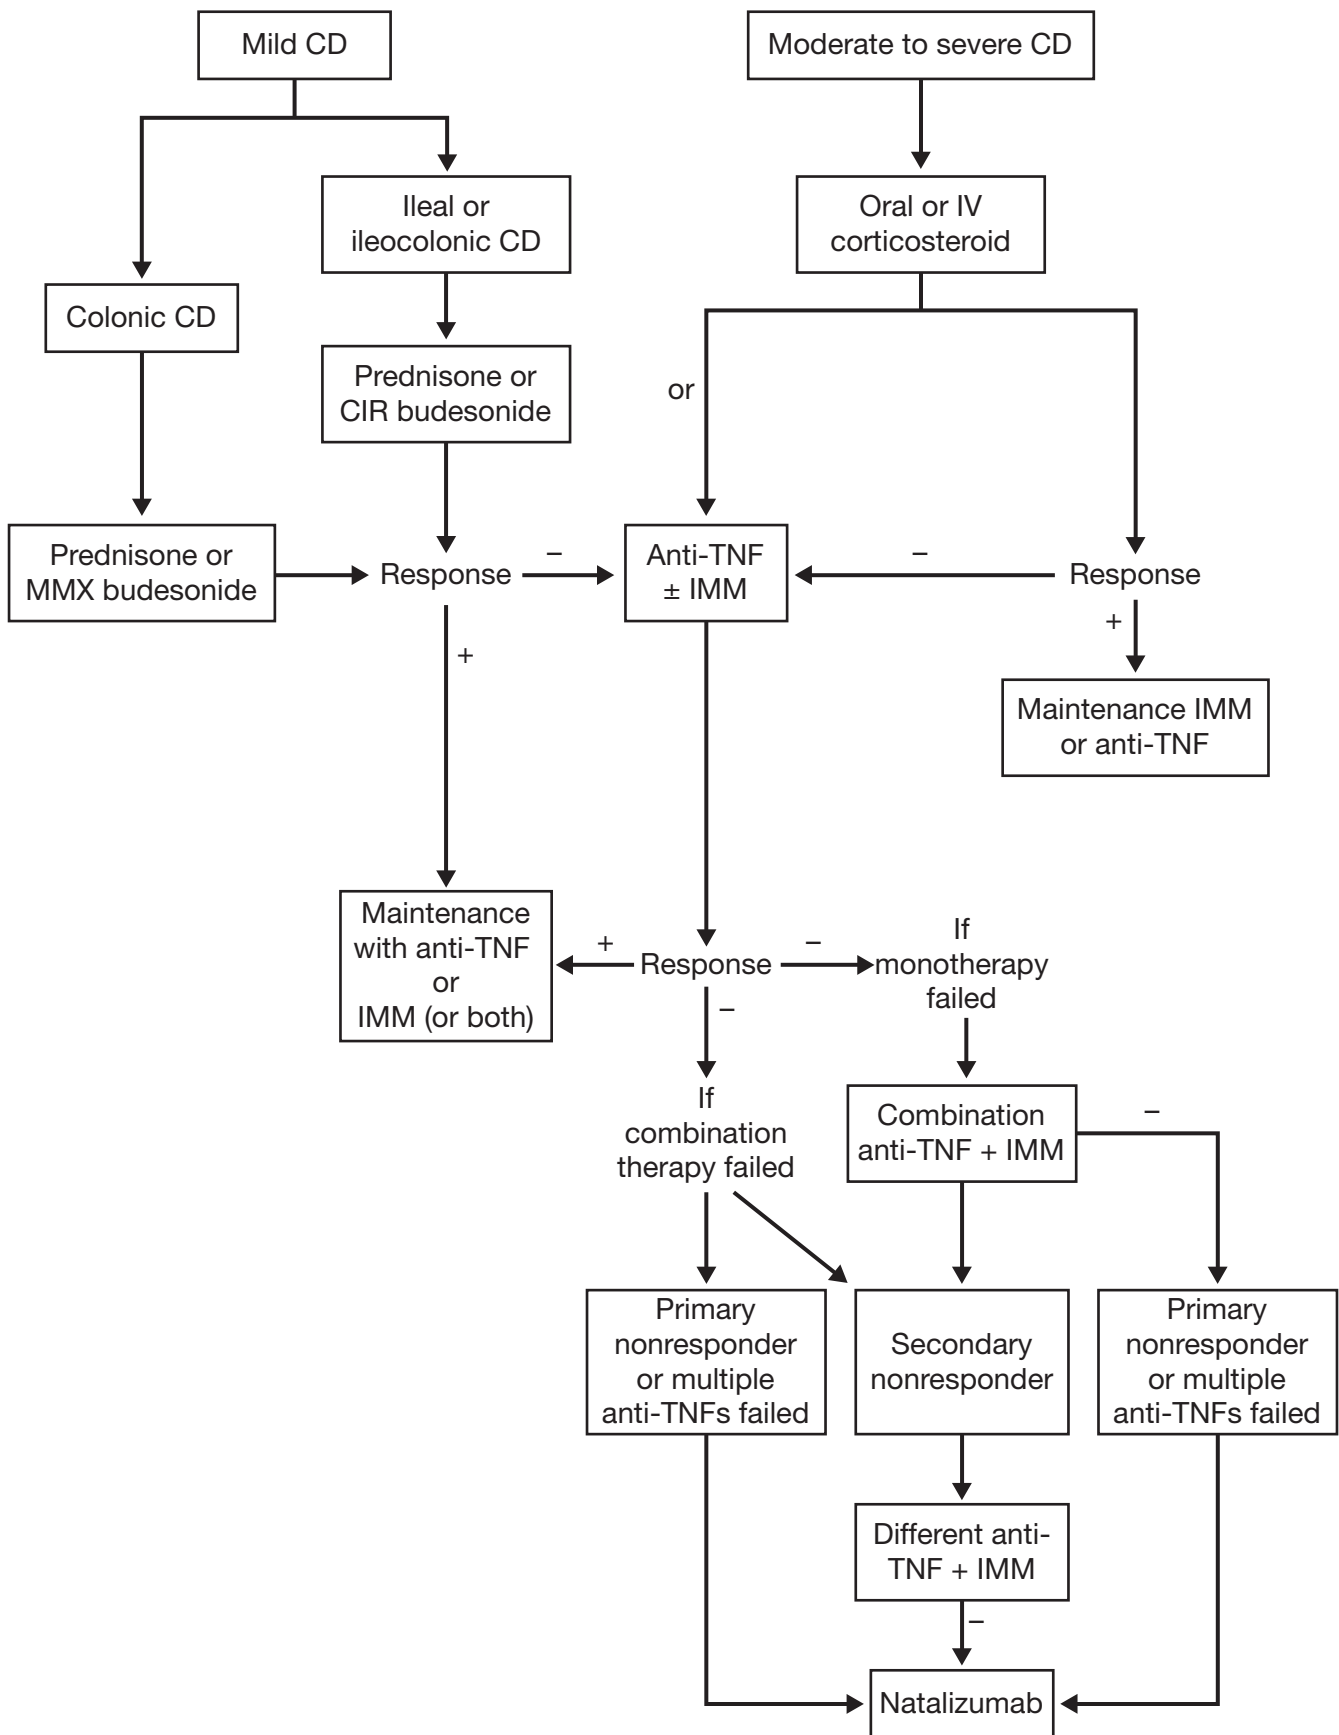 Mild CD
Moderate to severe CD
Ileal or
ileocolonic CD
Oral or IV
corticosteroid
Colonic CD
Prednisone or
CIR budesonide
or
Prednisone or
MMX budesonide
Response
–
Anti-TNF
± IMM
–
Response
+
+
Maintenance IMM
or anti-TNF
Maintenance
with anti-TNF
or
IMM (or both)
+
Response
–
If
monotherapy
failed
–
If
combination
therapy failed
Combination
anti-TNF + IMM
–
Primary
nonresponder
or multiple
anti-TNFs failed
Secondary
nonresponder
Primary
nonresponder
or multiple
anti-TNFs failed
Different anti-
TNF + IMM
–
Natalizumab